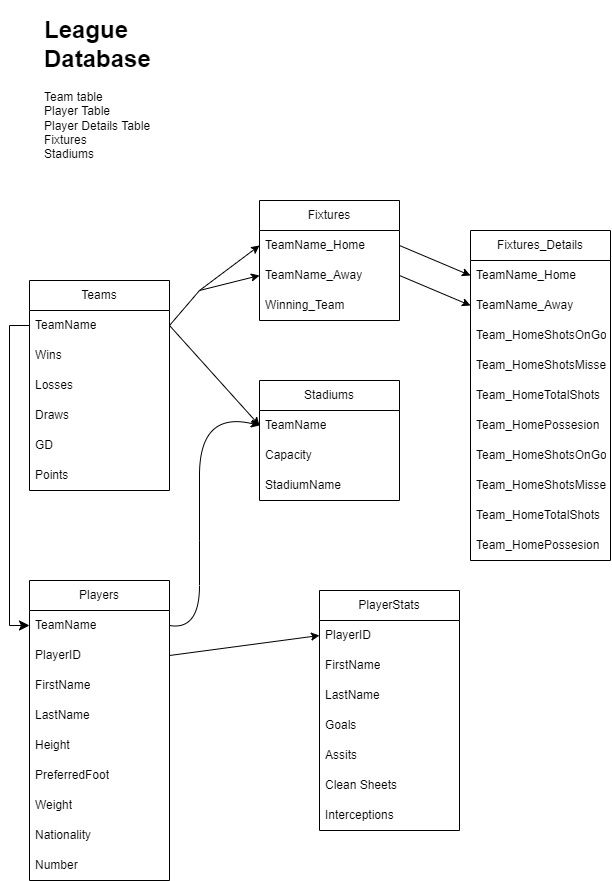 League
Database
Team table
Player Table
Player Details Table
Fixtures
Stadiums
Fixtures
TeamName_Home
TeamName_Away
Winning_Team
Fixtures_Details
TeamName_Home
TeamName_Away
Team_HomeShotsOnGo
Team_HomeShotsMisse
Team_HomeTotalShots
Team_HomePossesion
Team_HomeShotsOnGo
Team_HomeShotsMisse
Team_HomeTotalShots
Team_HomePossesion
Teams
TeamName
Wins
Losses
Draws
GD
Points
Stadiums
TeamName
Capacity
StadiumName
Players
TeamName
PlayerID
FirstName
LastName
Height
PreferredFoot
Weight
Nationality
Number
PlayerStats
PlayerID
FirstName
LastName
Goals
Assits
Clean Sheets
Interceptions